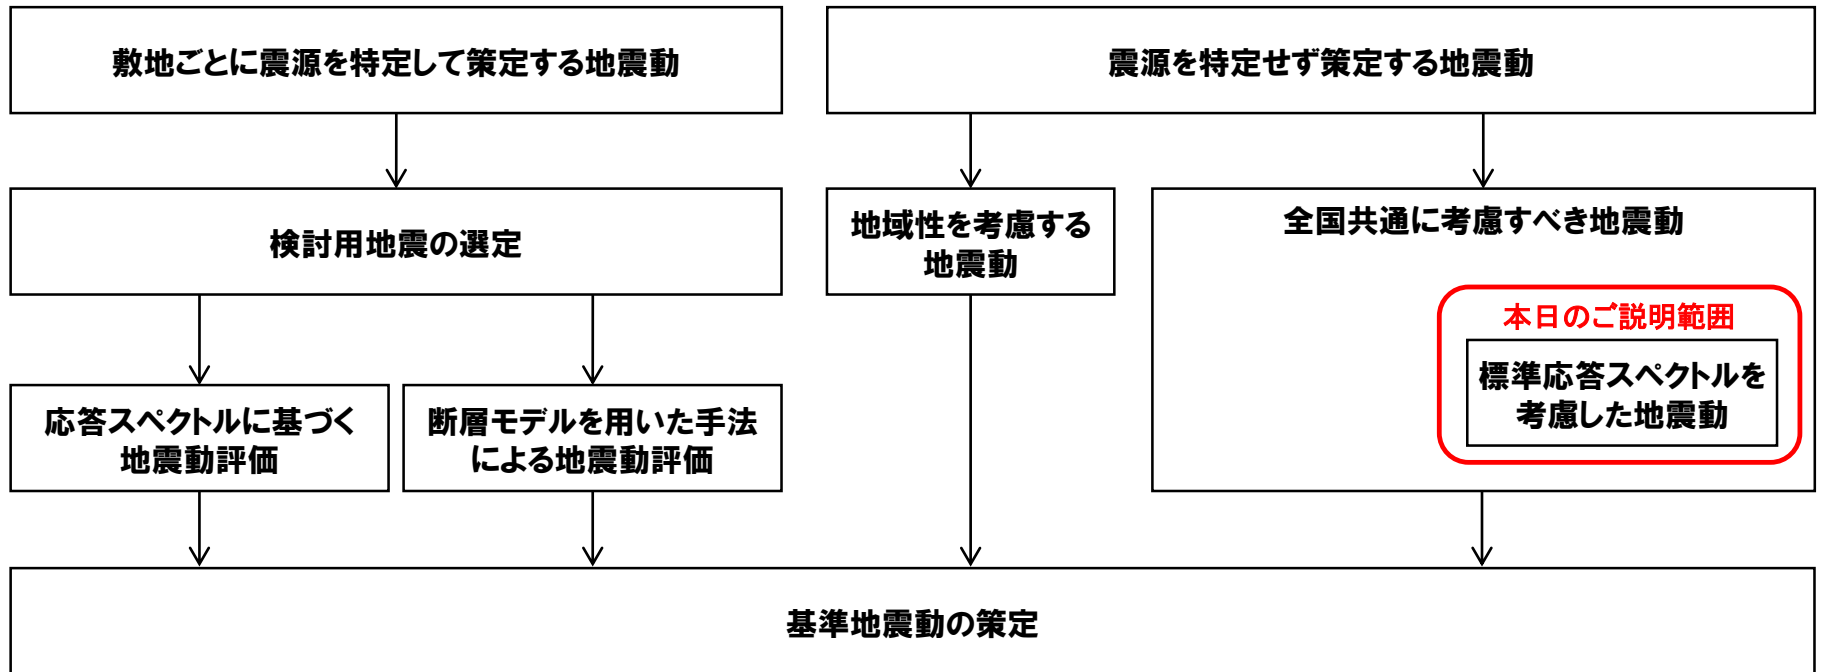 敷地ごとに震源を特定して策定する地震動
震源を特定せず策定する地震動
検討用地震の選定
地域性を考慮する
地震動
全国共通に考慮すべき地震動
本日のご説明範囲
標準応答スペクトルを
考慮した地震動
応答スペクトルに基づく
地震動評価
断層モデルを用いた手法
による地震動評価
基準地震動の策定